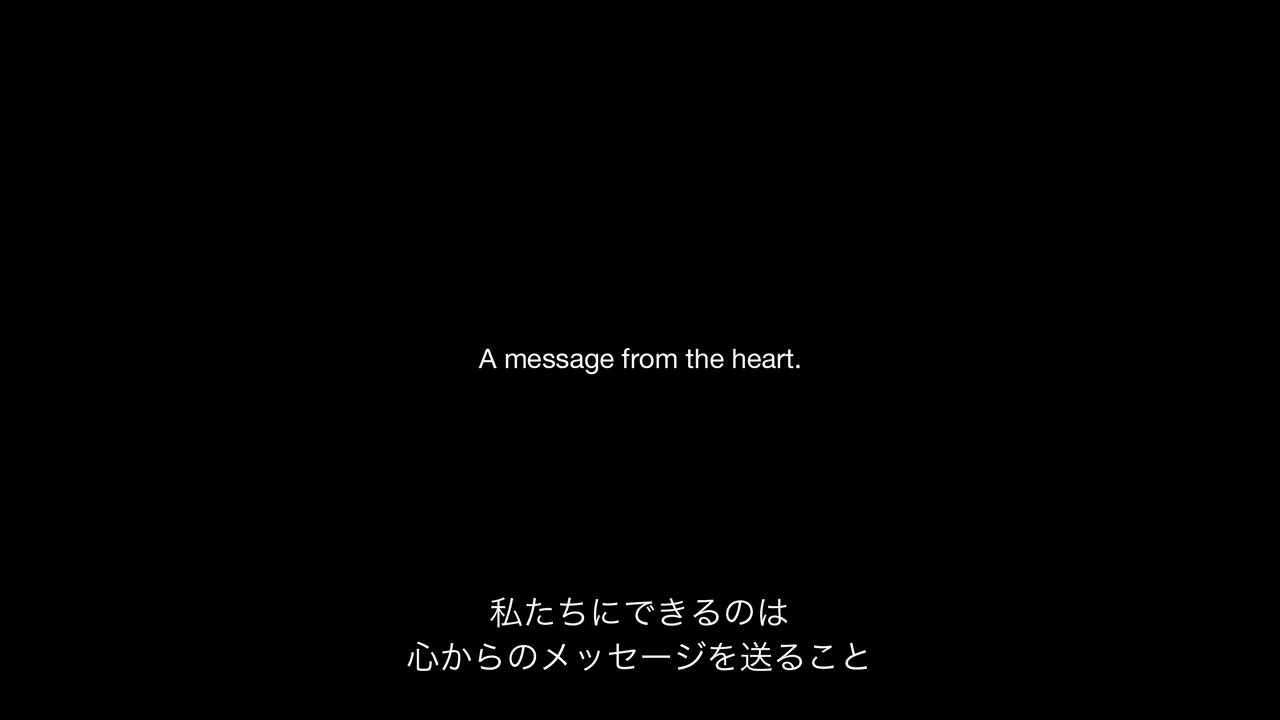 A message from the heart.
私たちにできるのは
心からのメッセージを送ること